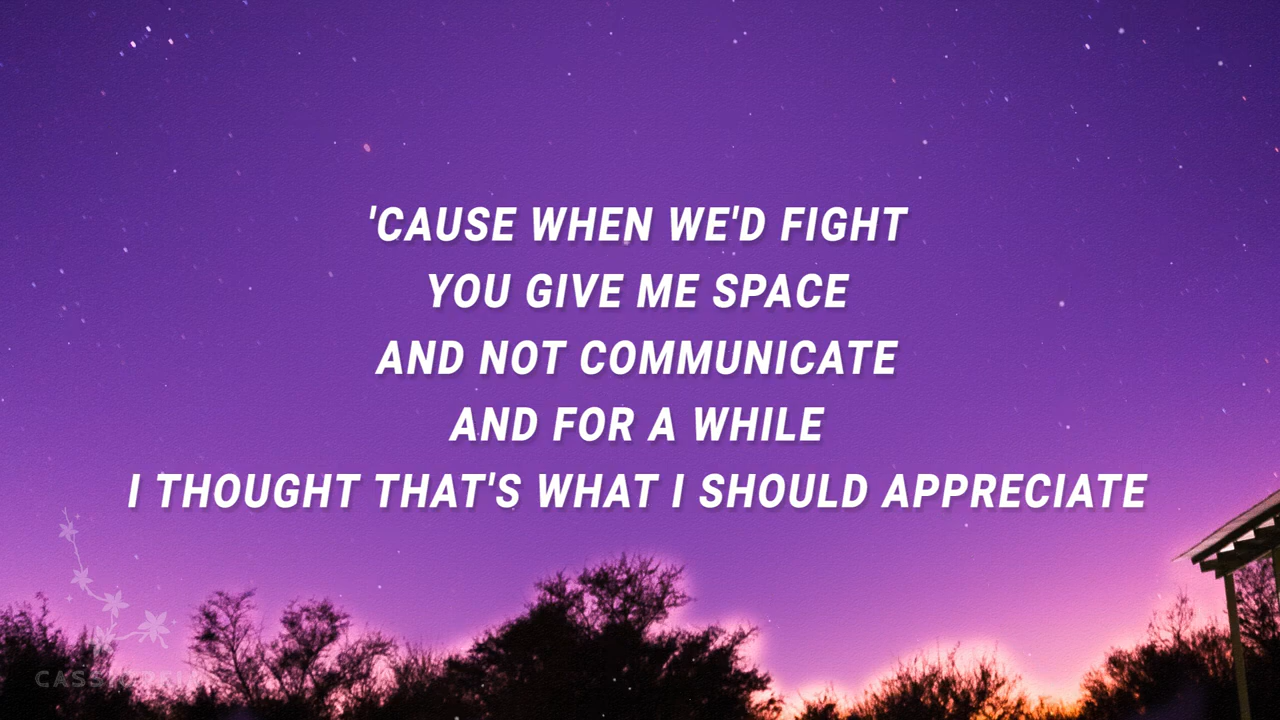 'CAUSE WHEN WE'D FIGHT
YOU GIVE ME SPACE
AND NOT COMMUNICATE
AND FOR A WHILE
I THOUGHT THAT'S WHAT I SHOULD APPRECIATE